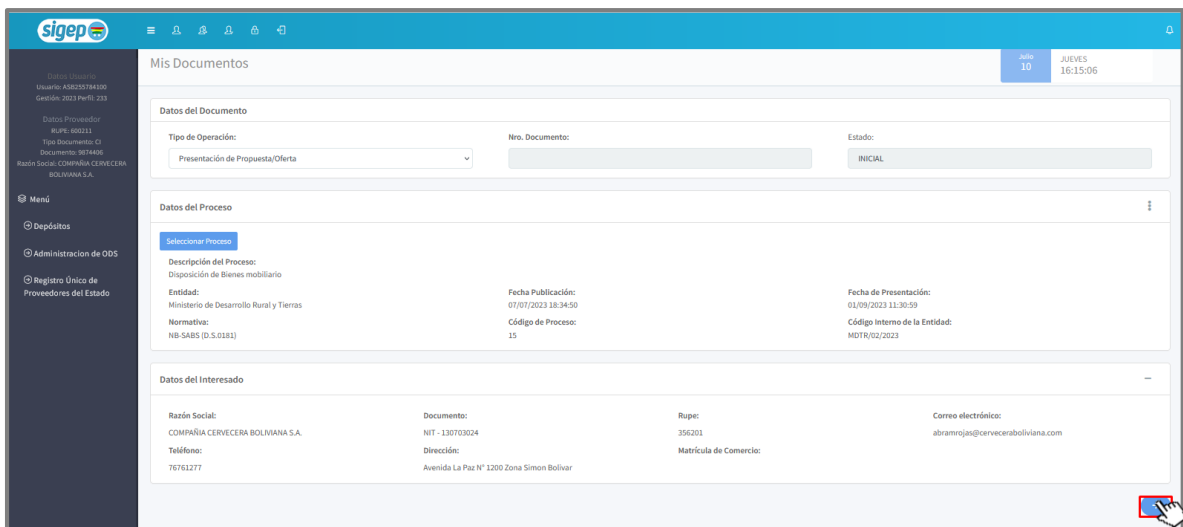 sigep
Mis Documentos
Julio
10
JUEVES
16:15:06
Datos Usuario
Usuario: ASB255784100
Gestión: 2023 Perfil: 233
Datos Proveedor
RUPE: 600211
Tipo Documento: CI
Documento: 9874406
Razón Social: COMPAÑIA CERVECERA
BOLIVIANA S.A.
Menú
Depósitos
Administracion de ODS
Registro Único de
Proveedores del Estado
Datos del Documento
Tipo de Operación: Nro. Documento: Estado:
Presentación de Propuesta/Oferta INICIAL
Datos del Proceso
Seleccionar Proceso
Descripción del Proceso:
Disposición de Bienes mobiliario
Entidad: Fecha Publicación: Fecha de Presentación:
Ministerio de Desarrollo Rural y Tierras 07/07/2023 18:34:50 01/09/2023 11:30:59
Normativa: Código de Proceso: Código Interno de la Entidad:
NB-SABS (D.S.0181) 15 MDTR/02/2023
Datos del Interesado
Razón Social: Documento: Rupe: Correo electrónico:
COMPAÑIA CERVECERA BOLIVIANA S.A. NIT - 130703024 356201 abramrojas@cerveceraboliviana.com
Teléfono: Dirección: Matrícula de Comercio:
76761277 Avenida La Paz N° 1200 Zona Simon Bolivar